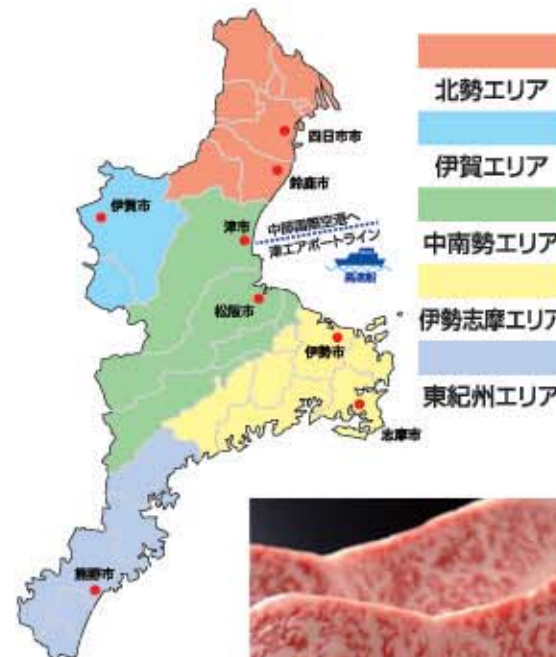 北勢エリア
四日市市
伊賀エリア
鈴鹿市
伊賀市
中部国際空港へ
津市
津エアポートライン
中南勢エリア
高速船
松阪市
伊勢志摩エリア
伊勢市
東紀州エリア
志摩市
熊野市